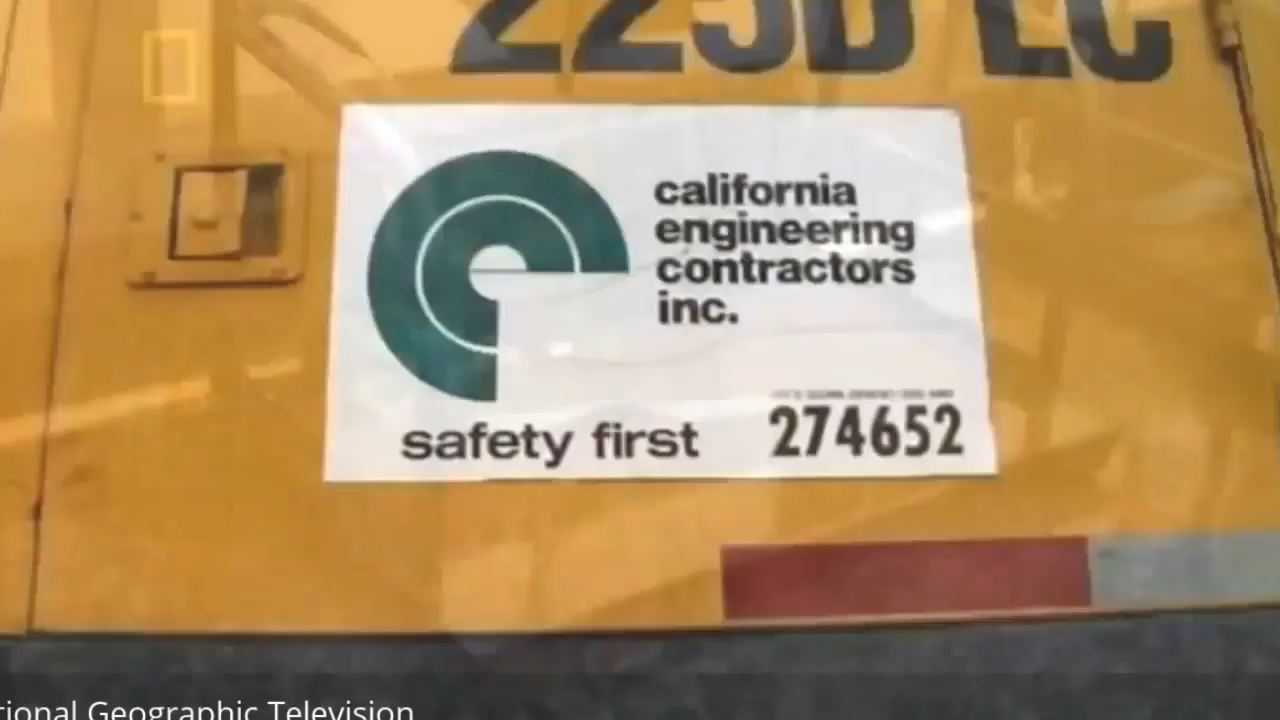 225D LC
california
engineering
contractors
inc.
safety first
274652
tional Geographic Television